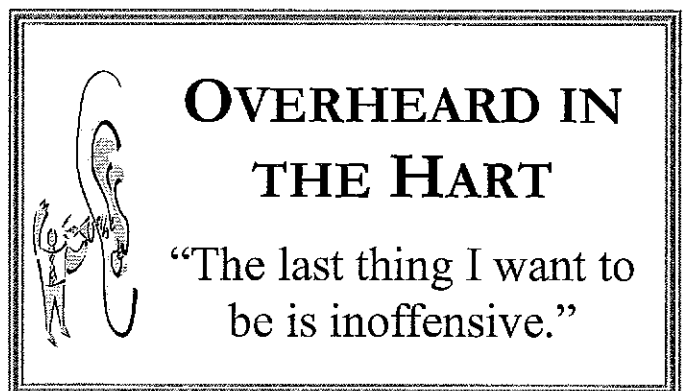 OVERHEARD IN
THE HART
“The last thing I want to
be is inoffensive.”